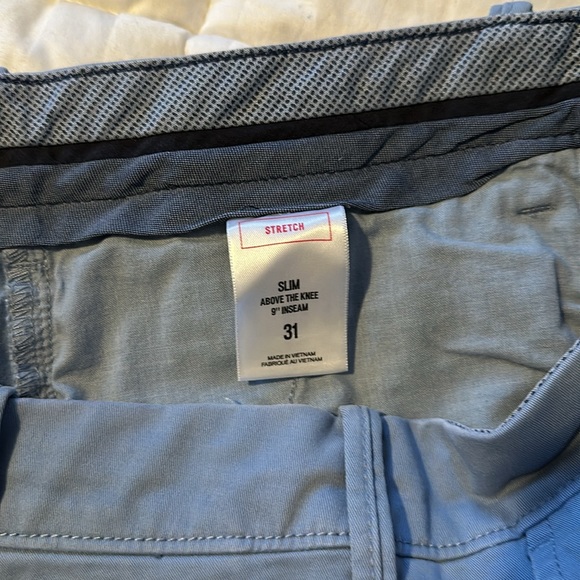 STRETCH
SLIM
ABOVE THE KNEE
9" INSEAM
31
MADE IN VIETNAM
FABRIQUÉ AU VIETNAM